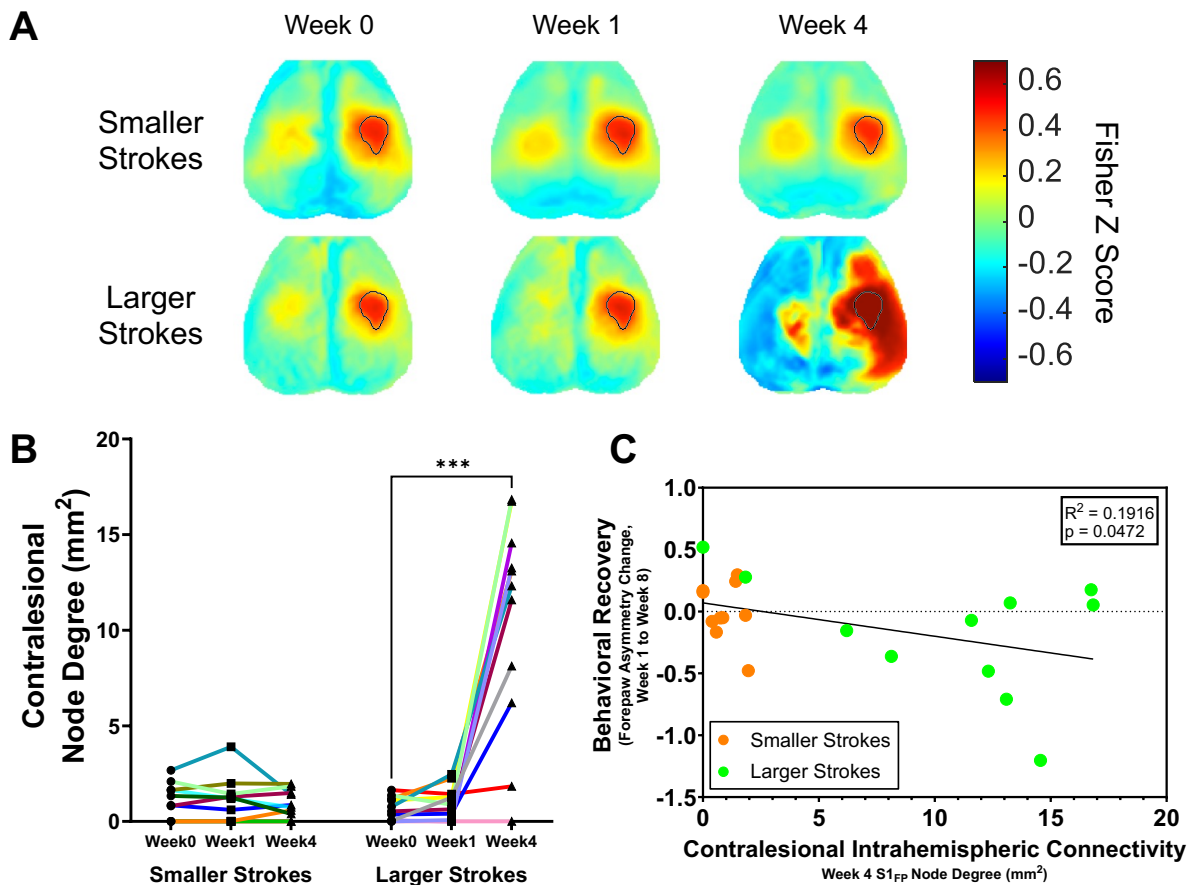 A
Week 0
Week 1
Week 4
Smaller
Strokes
Larger
Strokes
0.6
0.4
0.2
0
-0.2
-0.4
-0.6
Fisher Z Score
B
Contralesional
Node Degree (mm²)
20
15
10
5
0
***
Week0
Week1
Week4
Week0
Week1
Week4
Smaller Strokes
Larger Strokes
C
Behavioral Recovery
(Forepaw Asymmetry Change,
Week 1 to Week 8)
1.0
0.5
0.0
-0.5
-1.0
-1.5
R² = 0.1916
p = 0.0472
Smaller Strokes
Larger Strokes
0
5
10
15
20
Contralesional Intrahemispheric Connectivity
Week 4 S1FP Node Degree (mm²)